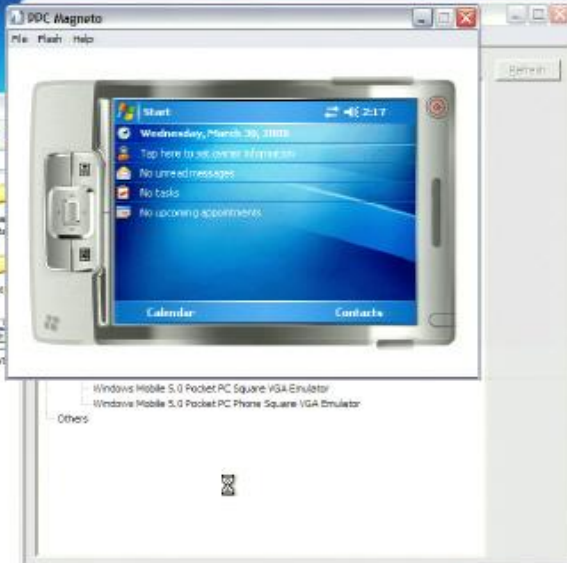 PPC Magneto
File Flash Help
Refresh
Start 2:17
Wednesday, March 30,
Tap here to set owner information
No unread messages
No tasks
No upcoming appointments
Calendar Contacts
Windows Mobile 5.0 Pocket PC Square VGA Emulator
Windows Mobile 5.0 Pocket PC Phone Square VGA Emulator
Others